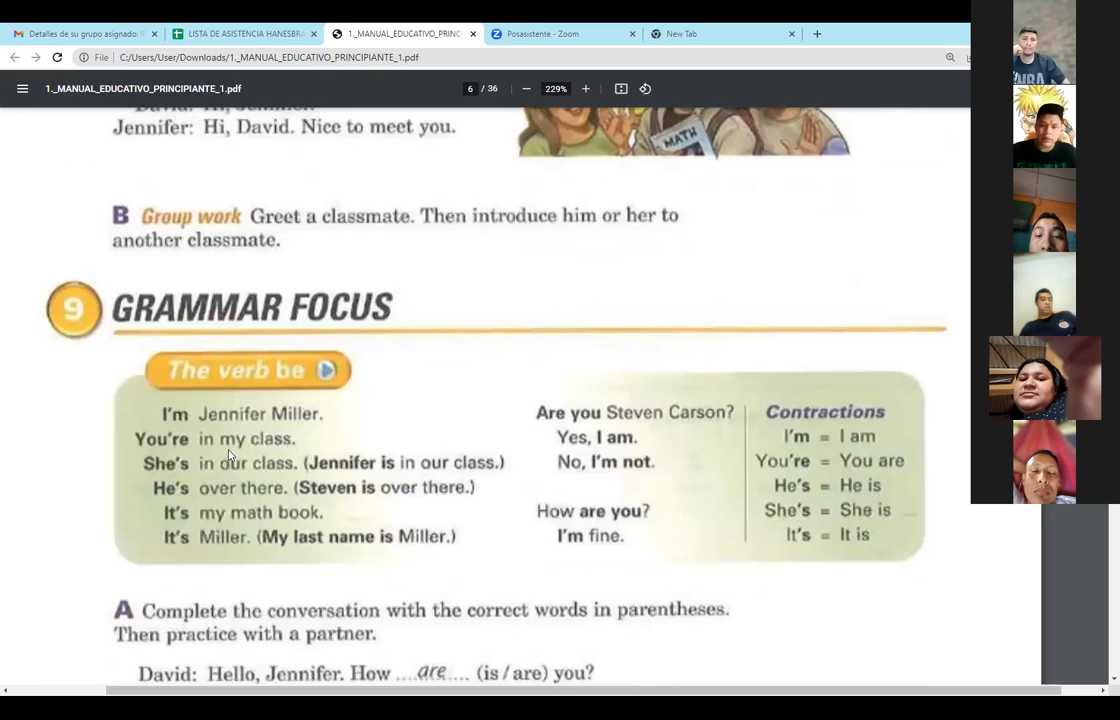 Detalles de su grupo asignado:
LISTA DE ASISTENCIA HANESBRA
1._MANUAL_EDUCATIVO_PRINCI
Posasistente - Zoom
New Tab
File
C:/Users/User/Downloads/1._MANUAL_EDUCATIVO_PRINCIPIANTE_1.pdf
1._MANUAL_EDUCATIVO_PRINCIPIANTE_1.pdf
6 / 36
229%
Jennifer: Hi, David. Nice to meet you.
MATH
B Group work Greet a classmate. Then introduce him or her to
another classmate.
9 GRAMMAR FOCUS
The verb be
I'm Jennifer Miller.
You're in my class.
She's in our class. (Jennifer is in our class.)
He's over there. (Steven is over there.)
It's my math book.
It's Miller. (My last name is Miller.)
Are you Steven Carson?
Yes, I am.
No, I'm not.
How are you?
I'm fine.
Contractions
I'm = I am
You're = You are
He's = He is
She's = She is
It's = It is
A Complete the conversation with the correct words in parentheses.
Then practice with a partner.
David: Hello, Jennifer. How ....are.... (is / are) you?